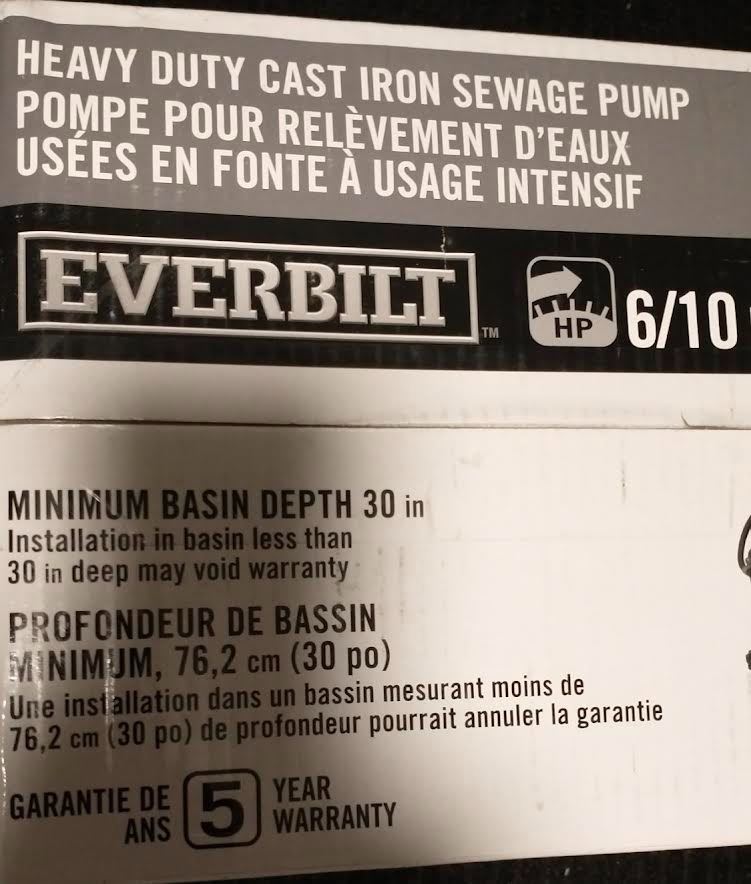 HEAVY DUTY CAST IRON SEWAGE PUMP
POMPE POUR RELÈVEMENT D'EAUX
USÉES EN FONTE À USAGE INTENSIF
EVERBILT TM
HP 6/10
MINIMUM BASIN DEPTH 30 in
Installation in basin less than
30 in deep may void warranty
PROFONDEUR DE BASSIN
MINIMUM, 76,2 cm (30 po)
Une installation dans un bassin mesurant moins de
76,2 cm (30 po) de profondeur pourrait annuler la garantie
GARANTIE DE
ANS
5
YEAR
WARRANTY